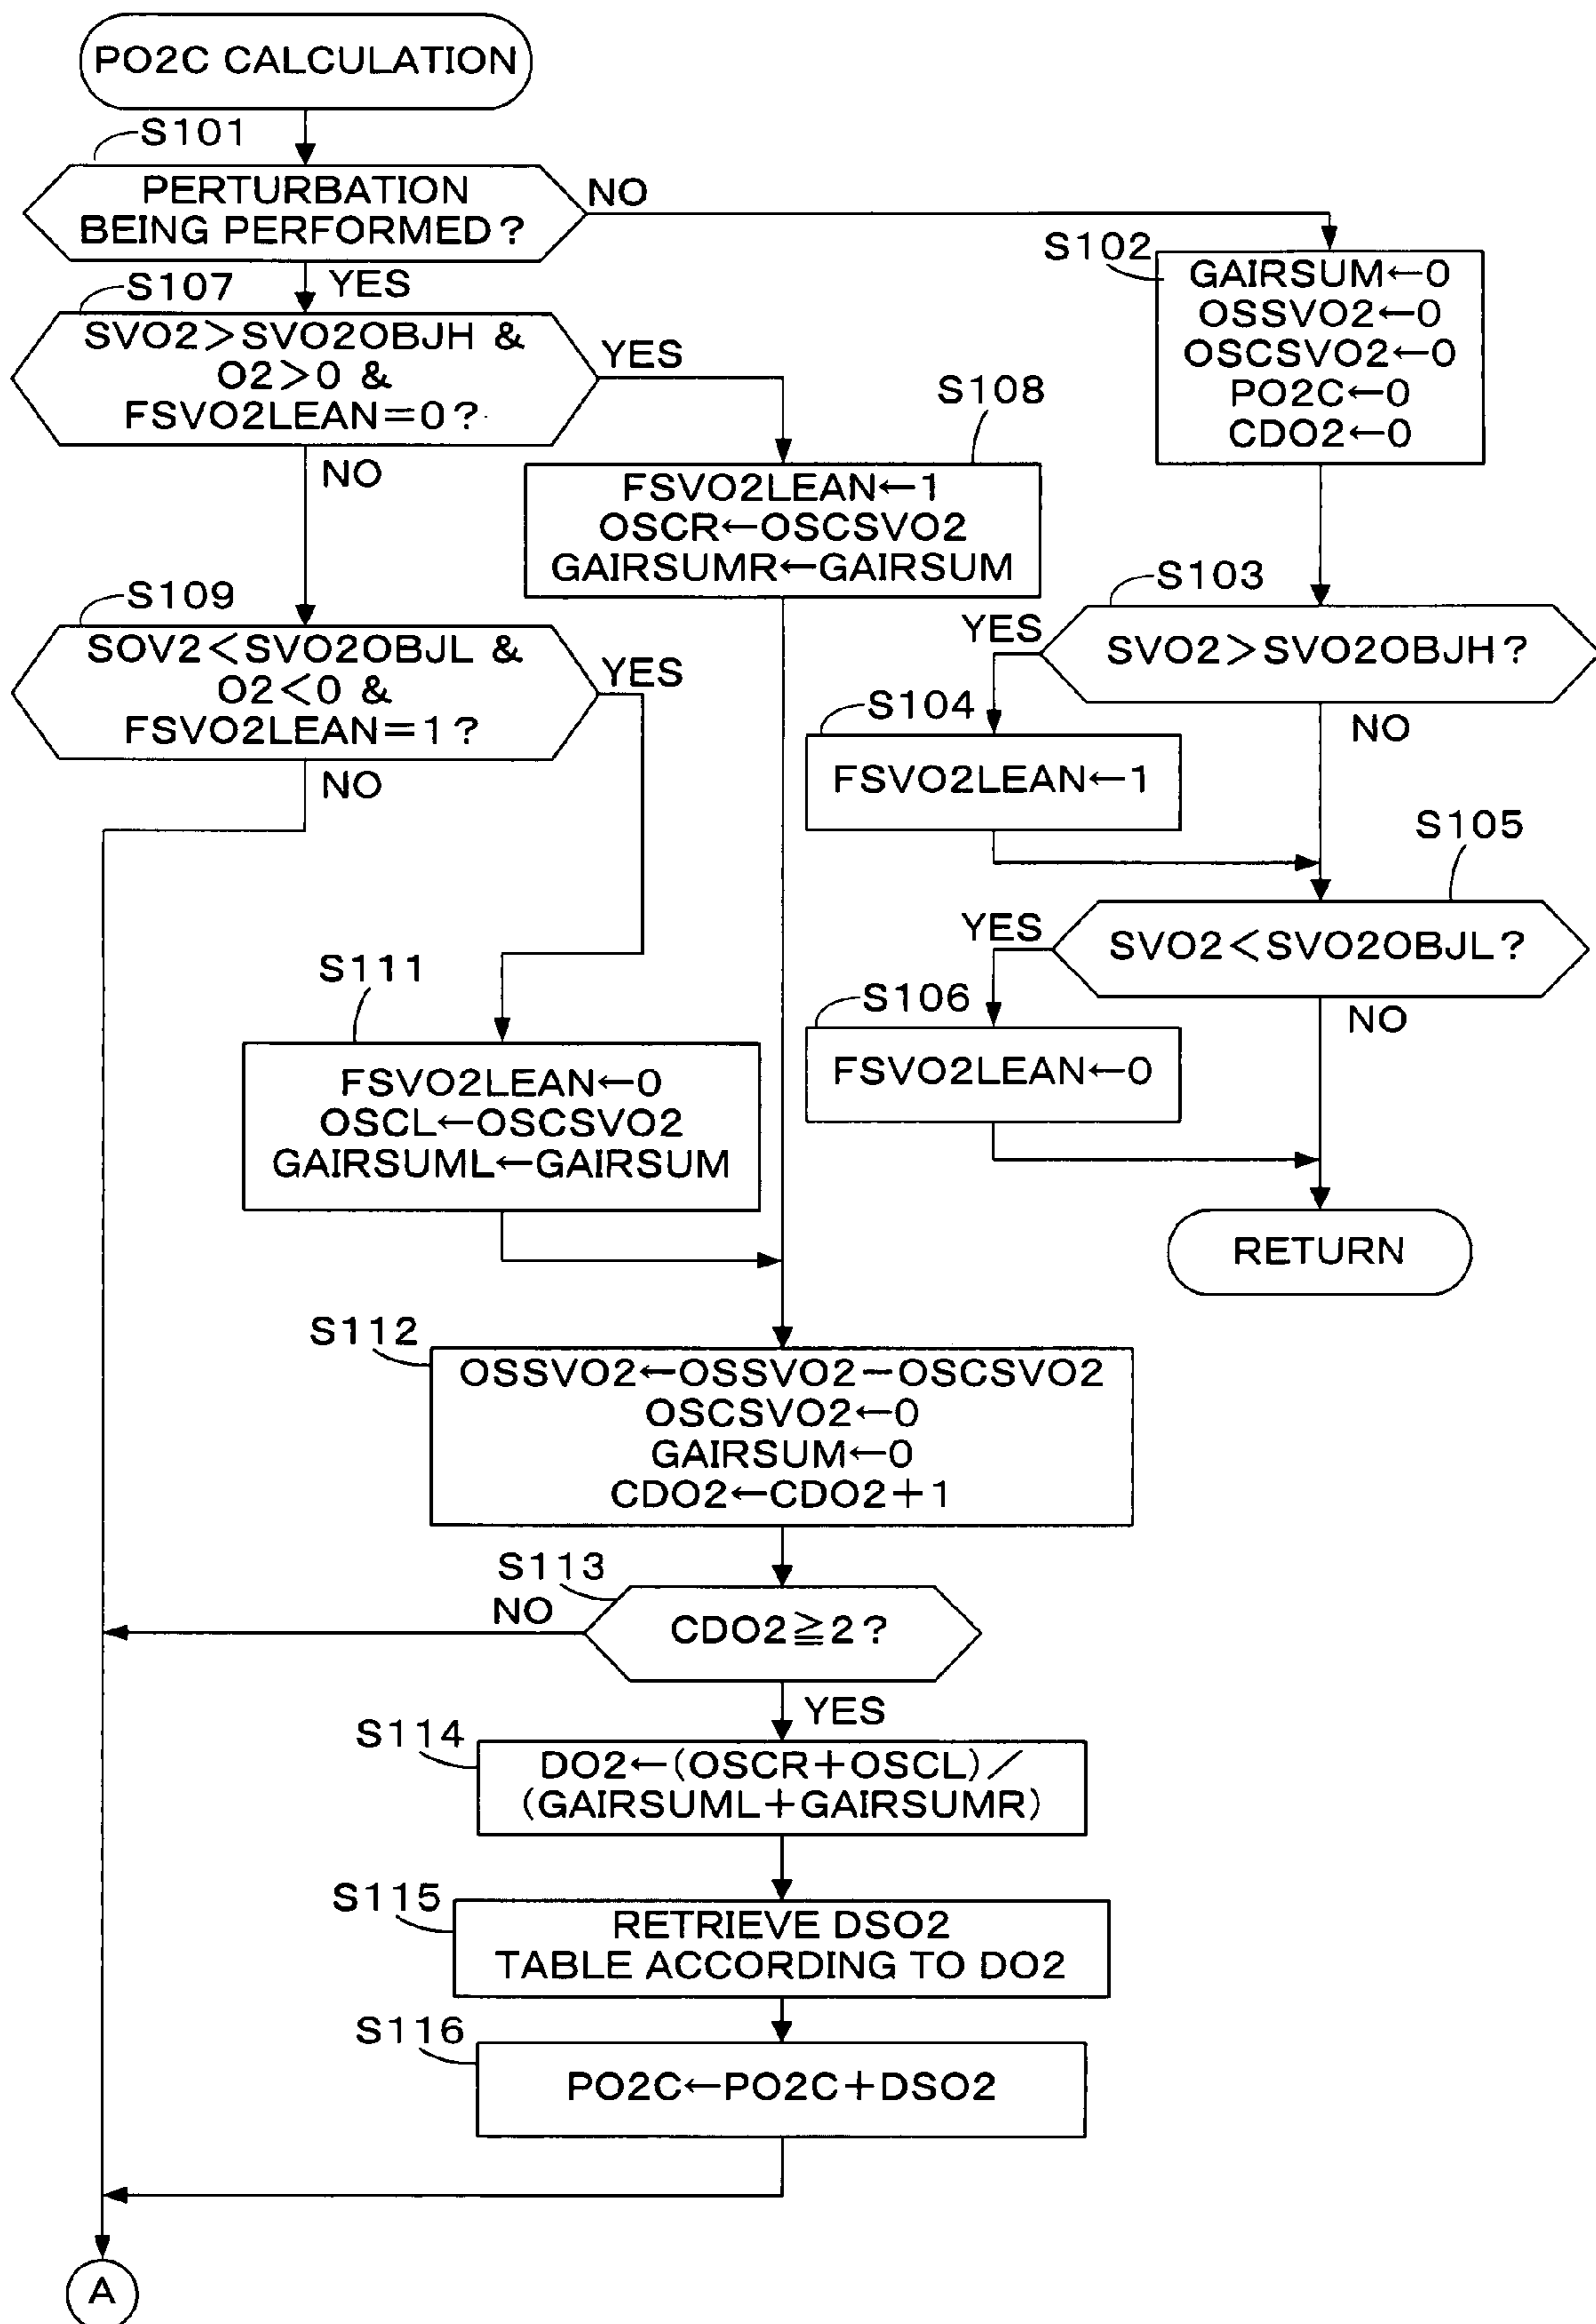 PO2C CALCULATION
S101
PERTURBATION
BEING PERFORMED?
NO
YES
S102
GAIRSUM←0
OSSVO2←0
OSCSVO2←0
PO2C←0
CDO2←0
S107
SVO2>SVO2OBJH &
O2>0 &
FSVO2LEAN=0?
YES
NO
S108
FSVO2LEAN←1
OSCR←OSCSVO2
GAIRSUMR←GAIRSUM
S103
SVO2>SVO2OBJH?
YES
NO
S104
FSVO2LEAN←1
S109
SOV2<SVO2OBJL &
O2<0 &
FSVO2LEAN=1?
YES
NO
S105
SVO2<SVO2OBJL?
YES
NO
S106
FSVO2LEAN←0
RETURN
S111
FSVO2LEAN←0
OSCL←OSCSVO2
GAIRSUML←GAIRSUM
S112
OSSVO2←OSSVO2−OSCSVO2
OSCSVO2←0
GAIRSUM←0
CDO2←CDO2+1
S113
CDO2≧2?
NO
YES
S114
DO2←(OSCR+OSCL)/
(GAIRSUML+GAIRSUMR)
S115
RETRIEVE DSO2
TABLE ACCORDING TO DO2
S116
PO2C←PO2C+DSO2
A